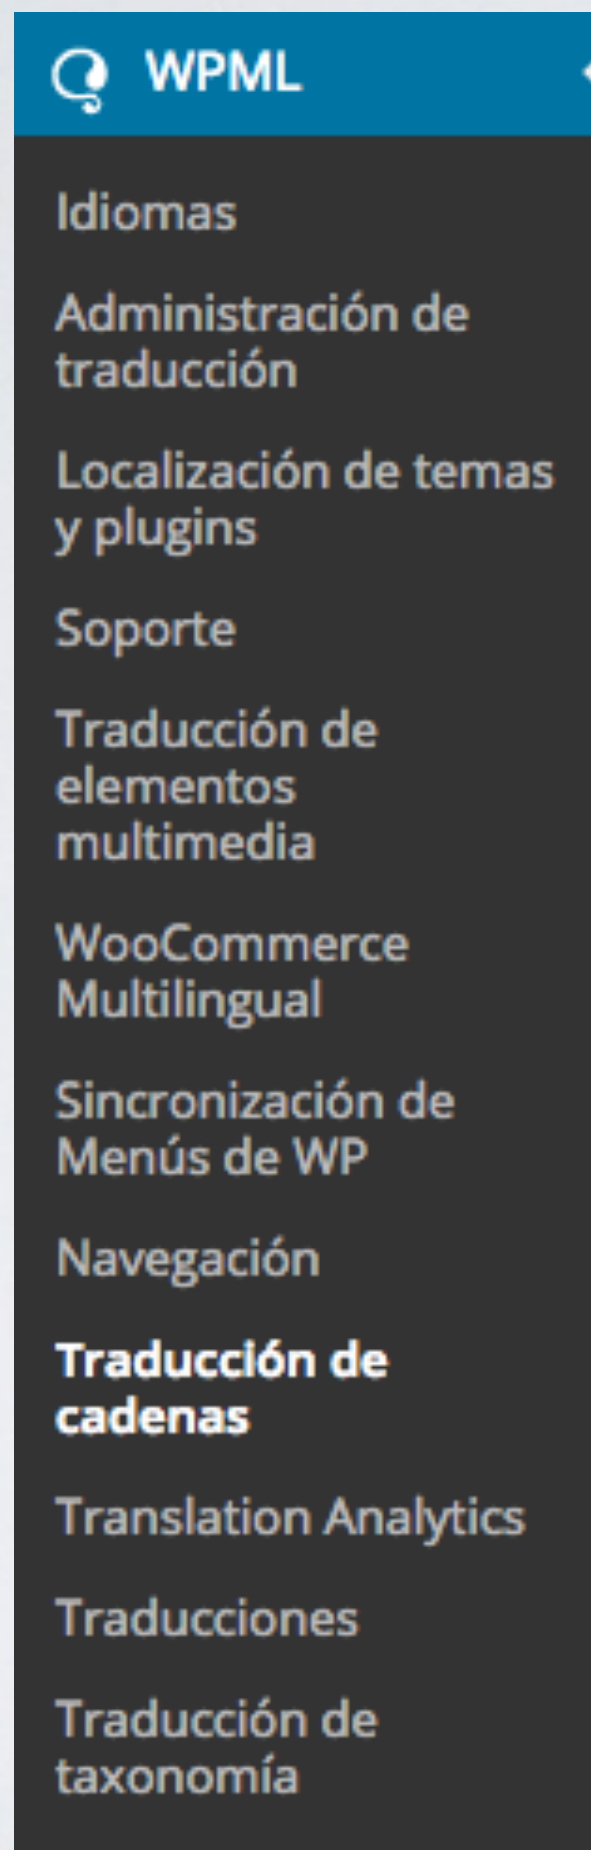 WPML
Idiomas
Administración de
traducción
Localización de temas
y plugins
Soporte
Traducción de
elementos
multimedia
WooCommerce
Multilingual
Sincronización de
Menús de WP
Navegación
Traducción de
cadenas
Translation Analytics
Traducciones
Traducción de
taxonomía